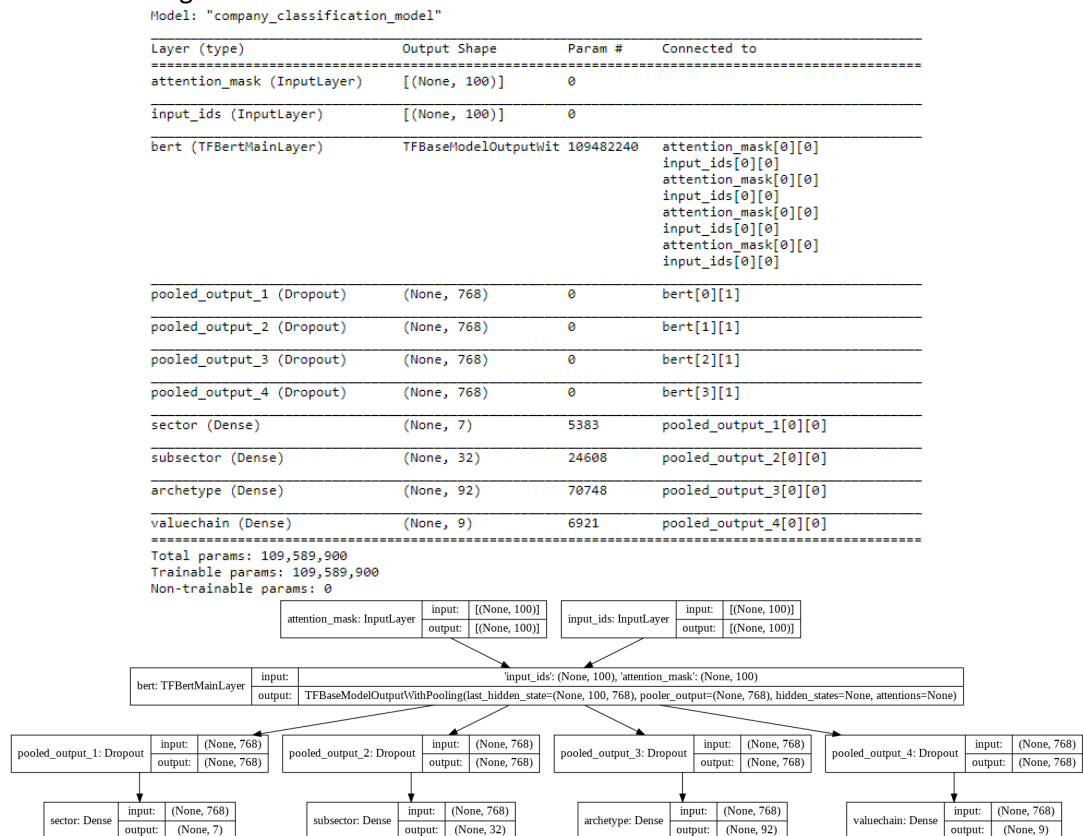 Model: "company_classification_model"
Layer (type) Output Shape Param # Connected to
attention_mask (InputLayer) [(None, 100)] 0
input_ids (InputLayer) [(None, 100)] 0
bert (TFBertMainLayer) TFBaseModelOutputWit 109482240 attention_mask[0][0]
input_ids[0][0]
attention_mask[0][0]
input_ids[0][0]
attention_mask[0][0]
input_ids[0][0]
attention_mask[0][0]
input_ids[0][0]
pooled_output_1 (Dropout) (None, 768) 0 bert[0][1]
pooled_output_2 (Dropout) (None, 768) 0 bert[1][1]
pooled_output_3 (Dropout) (None, 768) 0 bert[2][1]
pooled_output_4 (Dropout) (None, 768) 0 bert[3][1]
sector (Dense) (None, 7) 5383 pooled_output_1[0][0]
subsector (Dense) (None, 32) 24608 pooled_output_2[0][0]
archetype (Dense) (None, 92) 70748 pooled_output_3[0][0]
valuechain (Dense) (None, 9) 6921 pooled_output_4[0][0]
Total params: 109,589,900
Trainable params: 109,589,900
Non-trainable params: 0
attention_mask: InputLayer
input: [(None, 100)]
output: [(None, 100)]
input_ids: InputLayer
input: [(None, 100)]
output: [(None, 100)]
bert: TFBertMainLayer
input: 'input_ids': (None, 100), 'attention_mask': (None, 100)
output: TFBaseModelOutputWithPooling(last_hidden_state=(None, 100, 768), pooler_output=(None, 768), hidden_states=None, attentions=None)
pooled_output_1: Dropout
input: (None, 768)
output: (None, 768)
pooled_output_2: Dropout
input: (None, 768)
output: (None, 768)
pooled_output_3: Dropout
input: (None, 768)
output: (None, 768)
pooled_output_4: Dropout
input: (None, 768)
output: (None, 768)
sector: Dense
input: (None, 768)
output: (None, 7)
subsector: Dense
input: (None, 768)
output: (None, 32)
archetype: Dense
input: (None, 768)
output: (None, 92)
valuechain: Dense
input: (None, 768)
output: (None, 9)